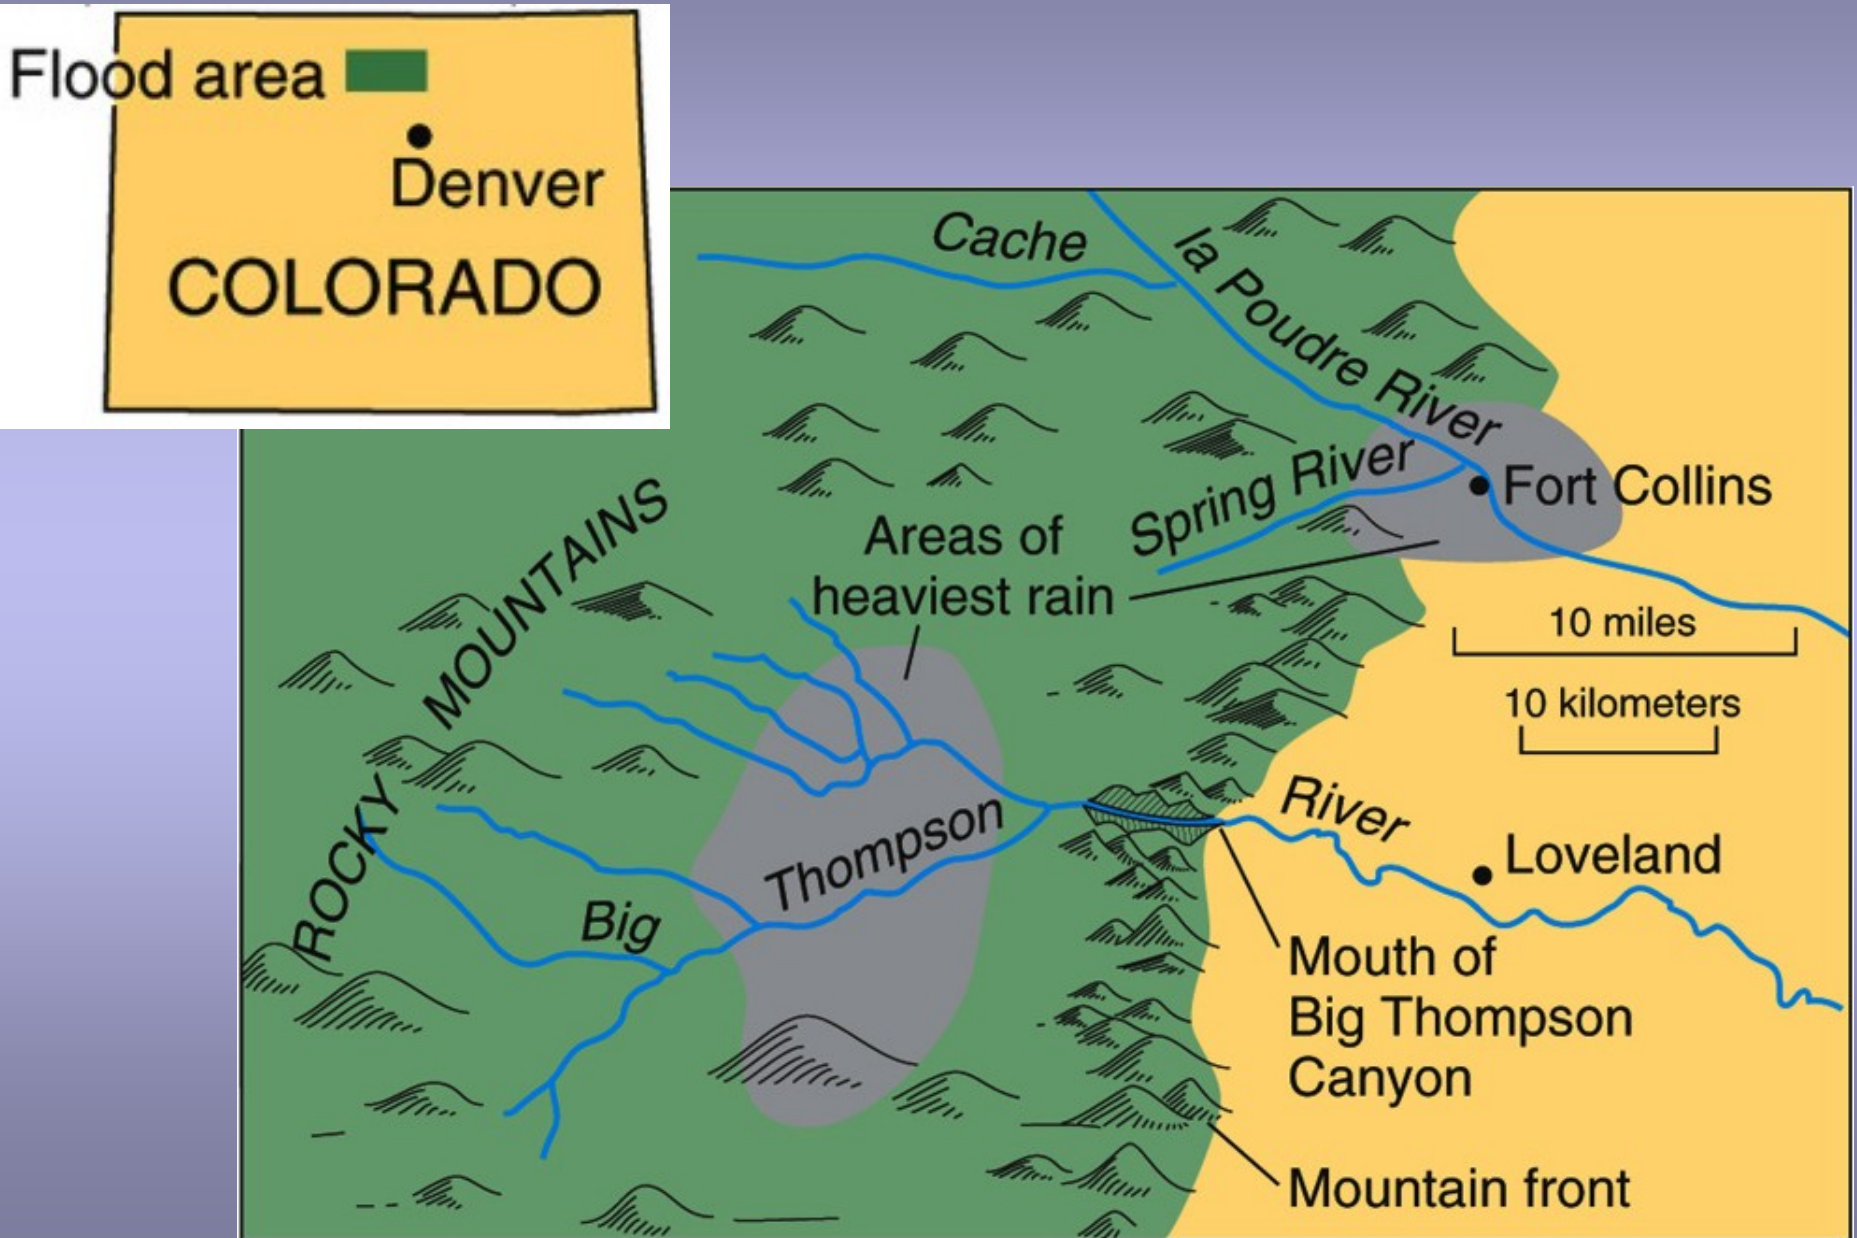 Flood area
Denver
COLORADO
Cache
la Poudre River
Spring River
Fort Collins
Areas of
heaviest rain
10 miles
10 kilometers
ROCKY MOUNTAINS
Big Thompson River
Loveland
Mouth of
Big Thompson
Canyon
Mountain front